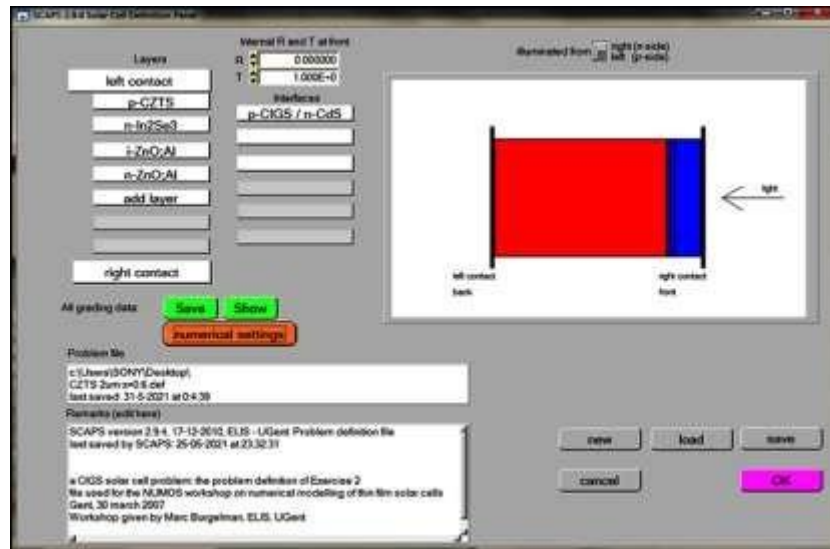 SCAPS 2.9.4 Solar Cell Definition Panel
Layers
left contact
p-CZTS
n-In2Se3
i-ZnO;Al
n-ZnO;Al
add layer
right contact
Internal R and T at front
R 0.000000
T 1.000E+0
Interfaces
p-CIGS / n-CdS
illuminated from
right (n-side)
left (p-side)
light
left contact
back
right contact
front
All grading data:
Save
Show
numerical settings
Problem file
c:\Users\SONY\Desktop\
CZTS 2um x=0.6.def
last saved: 31-5-2021 at 0:4:39
Remarks (edit here)
SCAPS version 2.9.4, 17-12-2010, ELIS - UGent: Problem definition file
last saved by SCAPS: 25-05-2021 at 23:32:31
a CIGS solar cell problem: the problem definition of Exercise 2
file used for the NUMOS workshop on numerical modelling of thin film solar cells
Gent, 30 march 2007
Workshop given by Marc Burgelman, ELIS, UGent
new
load
save
cancel
OK